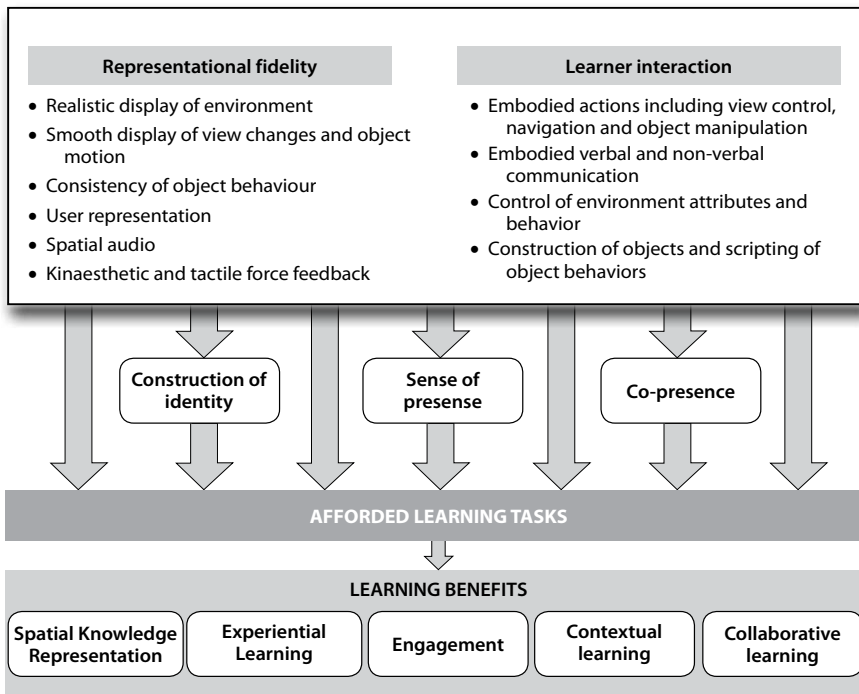 Representational fidelity
• Realistic display of environment
• Smooth display of view changes and object
motion
• Consistency of object behaviour
• User representation
• Spatial audio
• Kinaesthetic and tactile force feedback
Learner interaction
• Embodied actions including view control,
navigation and object manipulation
• Embodied verbal and non-verbal
communication
• Control of environment attributes and
behavior
• Construction of objects and scripting of
object behaviors
Construction of
identity
Sense of
presense
Co-presence
AFFORDED LEARNING TASKS
LEARNING BENEFITS
Spatial Knowledge
Representation
Experiential
Learning
Engagement
Contextual
learning
Collaborative
learning